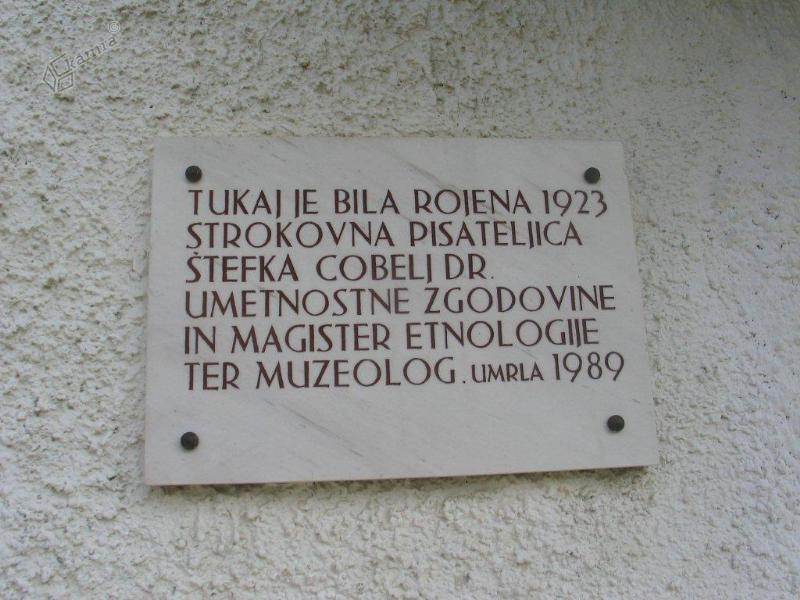 kamra©
TUKAJ JE BILA ROJENA 1923
STROKOVNA PISATELJICA
ŠTEFKA COBELJ DR.
UMETNOSTNE ZGODOVINE
IN MAGISTER ETNOLOGIJE
TER MUZEOLOG. UMRLA 1989